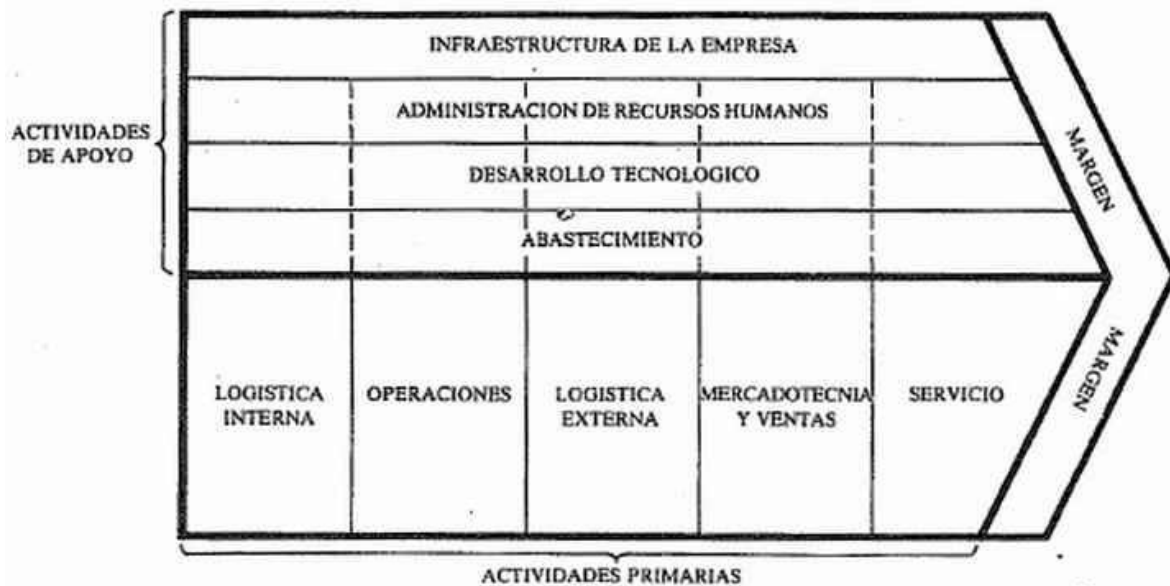 INFRAESTRUCTURA DE LA EMPRESA
ADMINISTRACION DE RECURSOS HUMANOS
ACTIVIDADES
DE APOYO
DESARROLLO TECNOLOGICO
ABASTECIMIENTO
MARGEN
LOGISTICA
INTERNA
OPERACIONES
LOGISTICA
EXTERNA
MERCADOTECNIA
Y VENTAS
SERVICIO
MARGEN
ACTIVIDADES PRIMARIAS